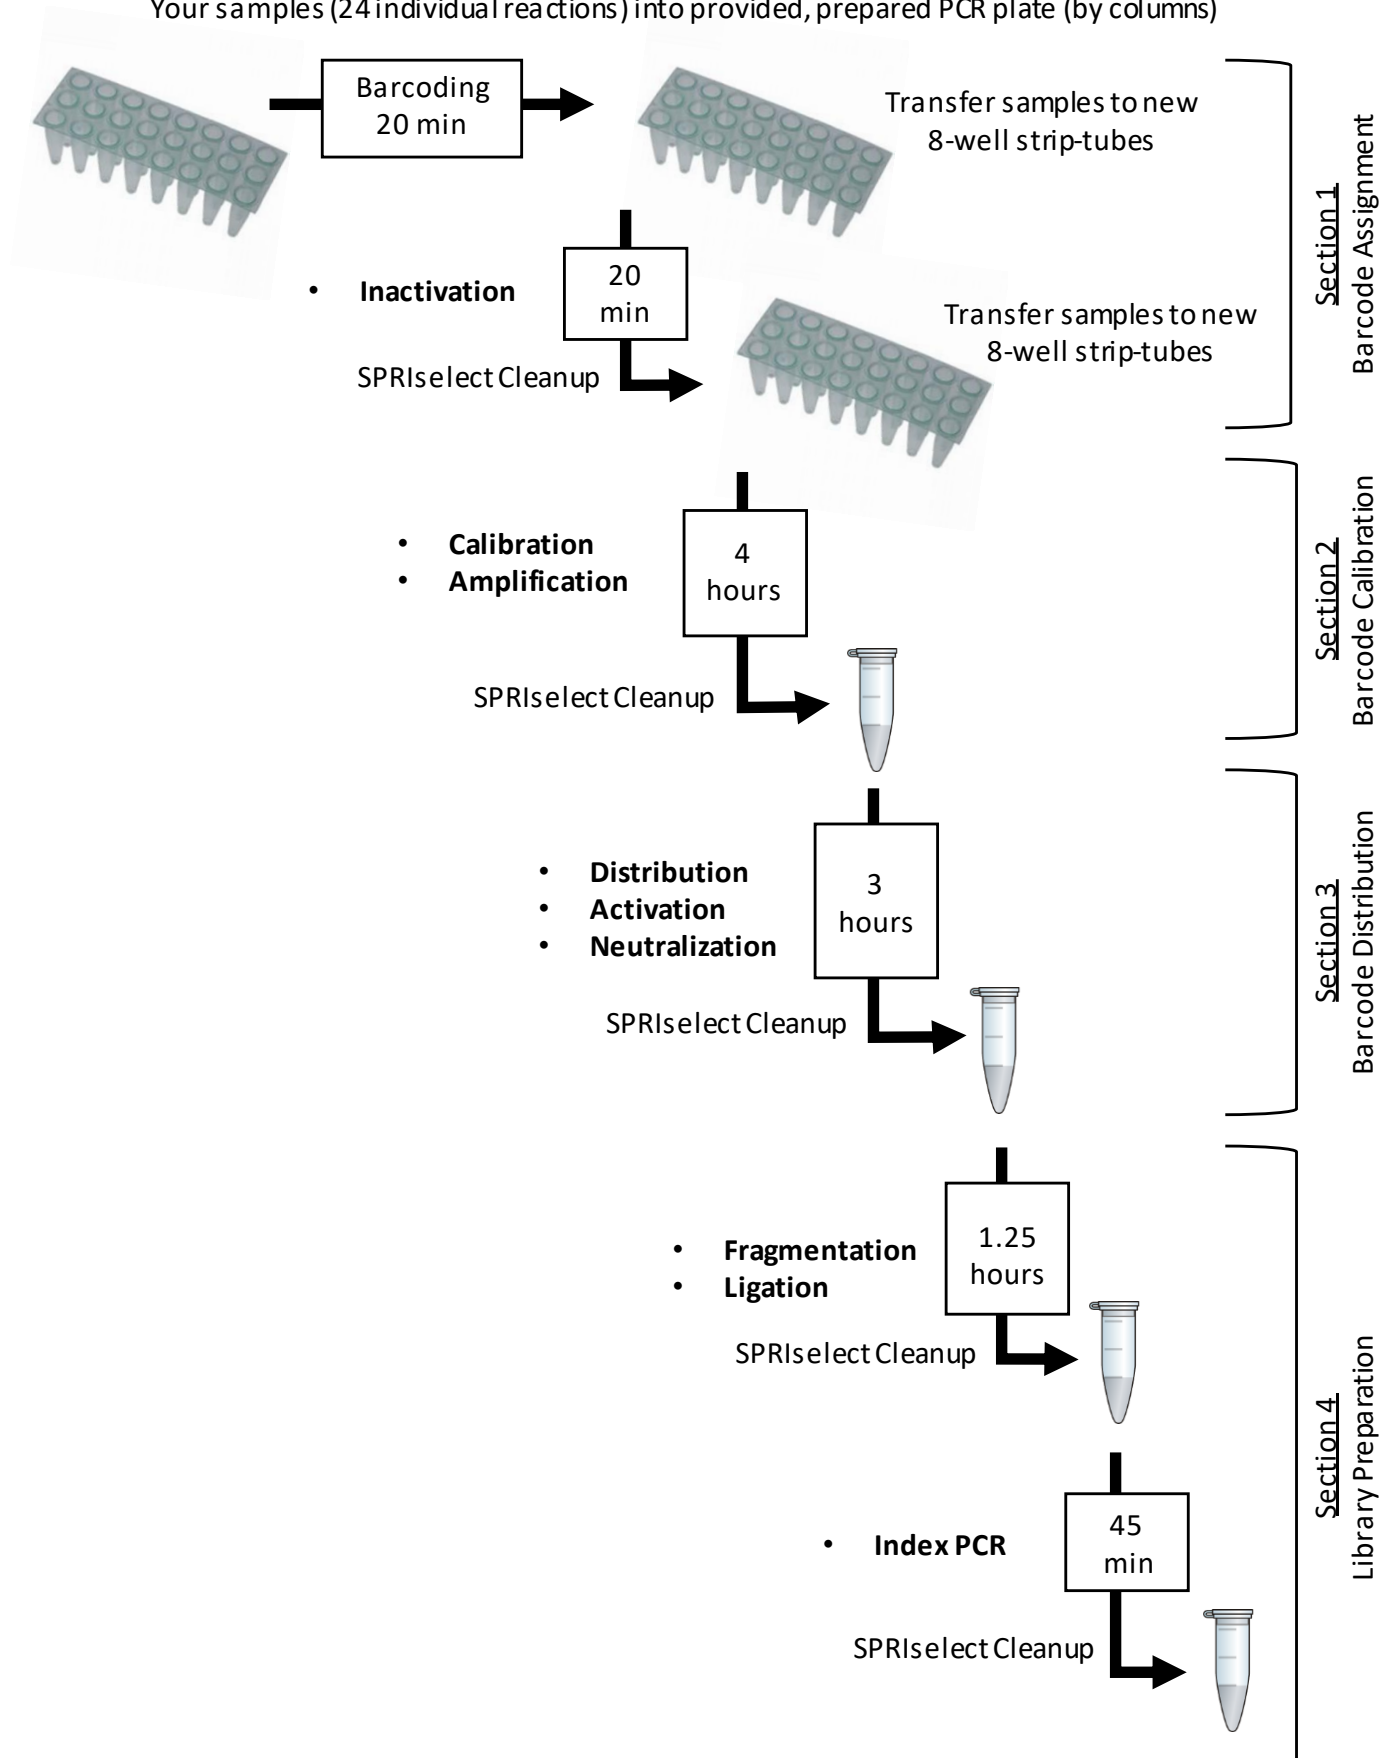 Your samples (24 individual reactions) into provided, prepared PCR plate (by columns)
Barcoding
20 min
Transfer samples to new
8-well strip-tubes
Section 1
Barcode Assignment
• Inactivation
20
min
SPRIselect Cleanup
Transfer samples to new
8-well strip-tubes
• Calibration
• Amplification
4
hours
SPRIselect Cleanup
Section 2
Barcode Calibration
• Distribution
• Activation
• Neutralization
3
hours
SPRIselect Cleanup
Section 3
Barcode Distribution
• Fragmentation
• Ligation
1.25
hours
SPRIselect Cleanup
Section 4
Library Preparation
• Index PCR
45
min
SPRIselect Cleanup